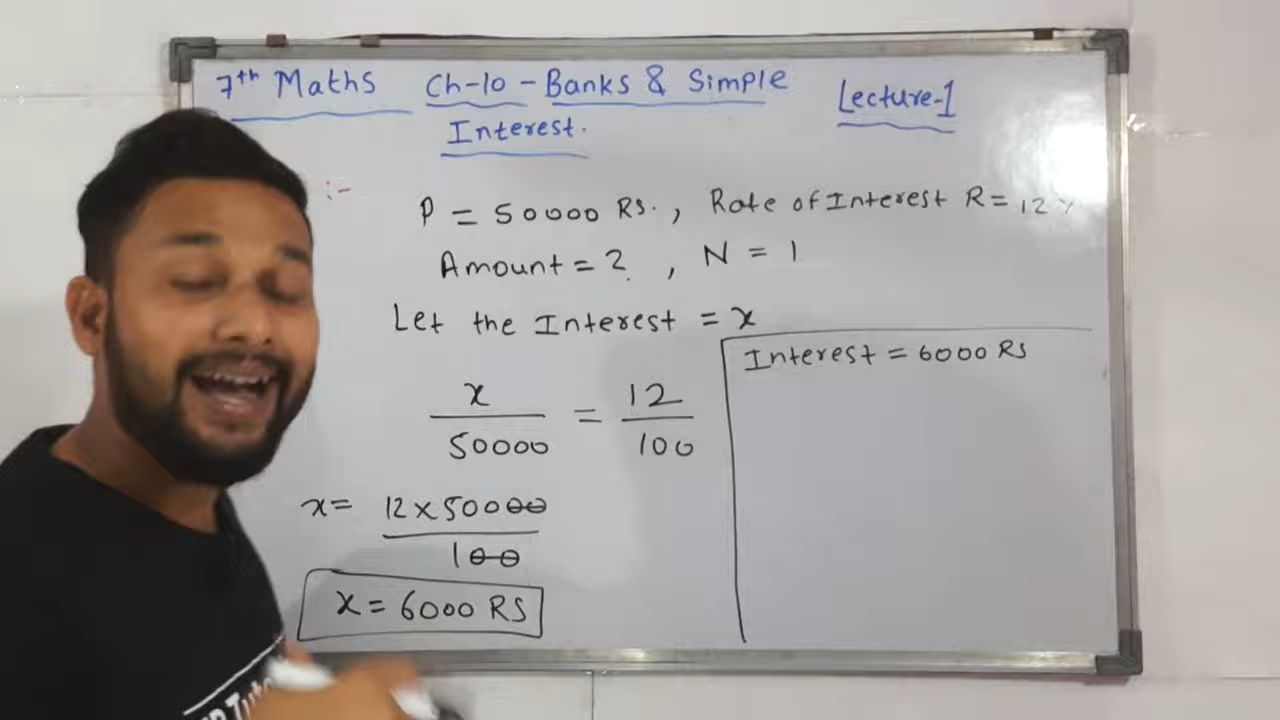 7th Maths Ch-10 - Banks & Simple Interest. Lecture-1
:-
P = 50000 Rs. , Rate of Interest R = 12 %
Amount = ? , N = 1
Let the Interest = x
x / 50000 = 12 / 100
x = 12 × 50000 / 100
x = 6000 RS
Interest = 6000 RS